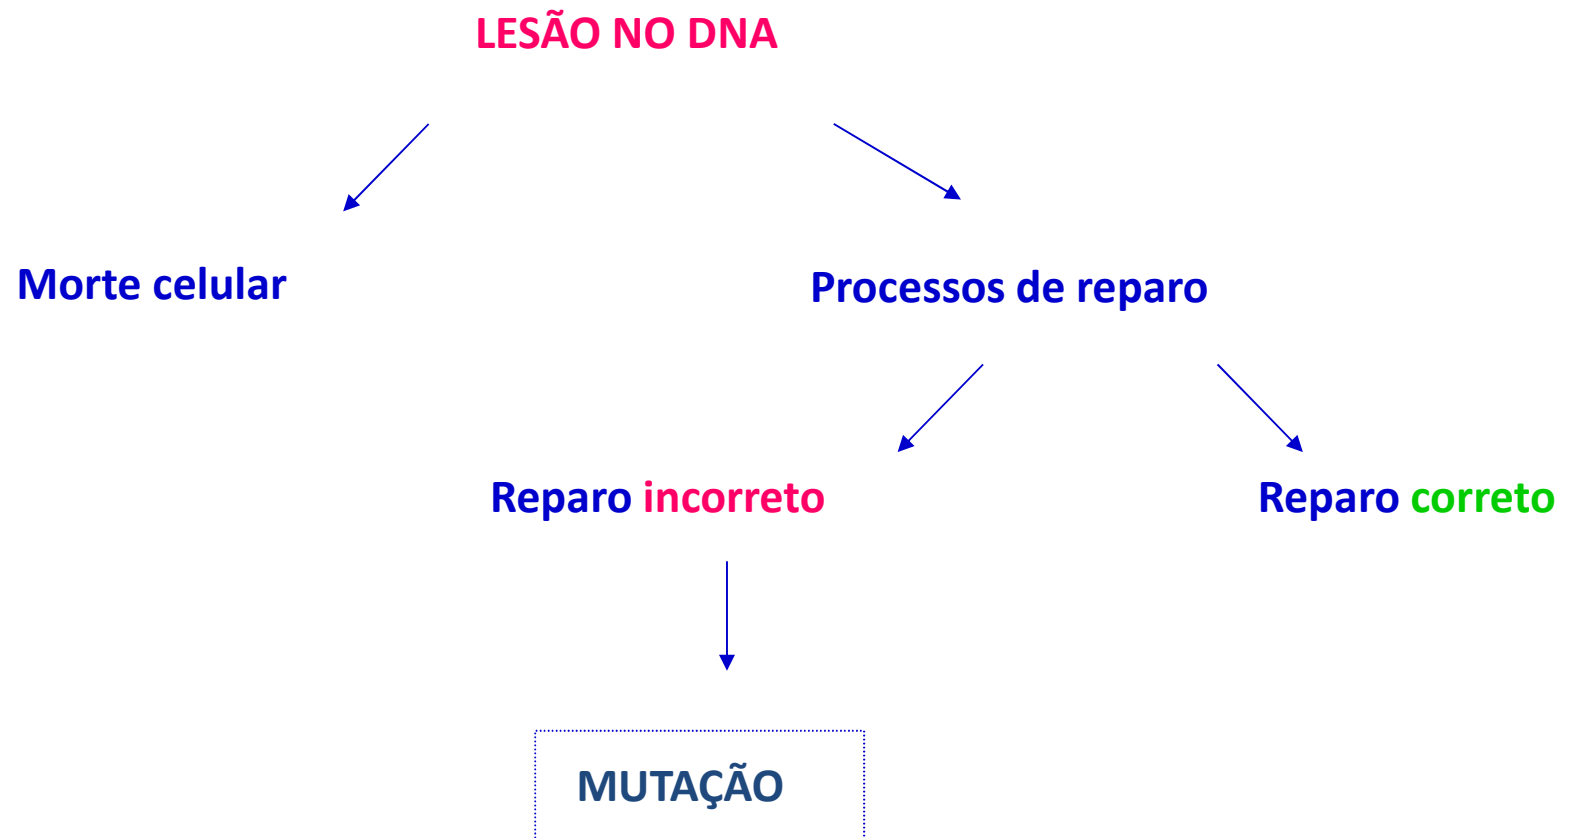 LESÃO NO DNA
Morte celular
Processos de reparo
Reparo incorreto
Reparo correto
MUTAÇÃO